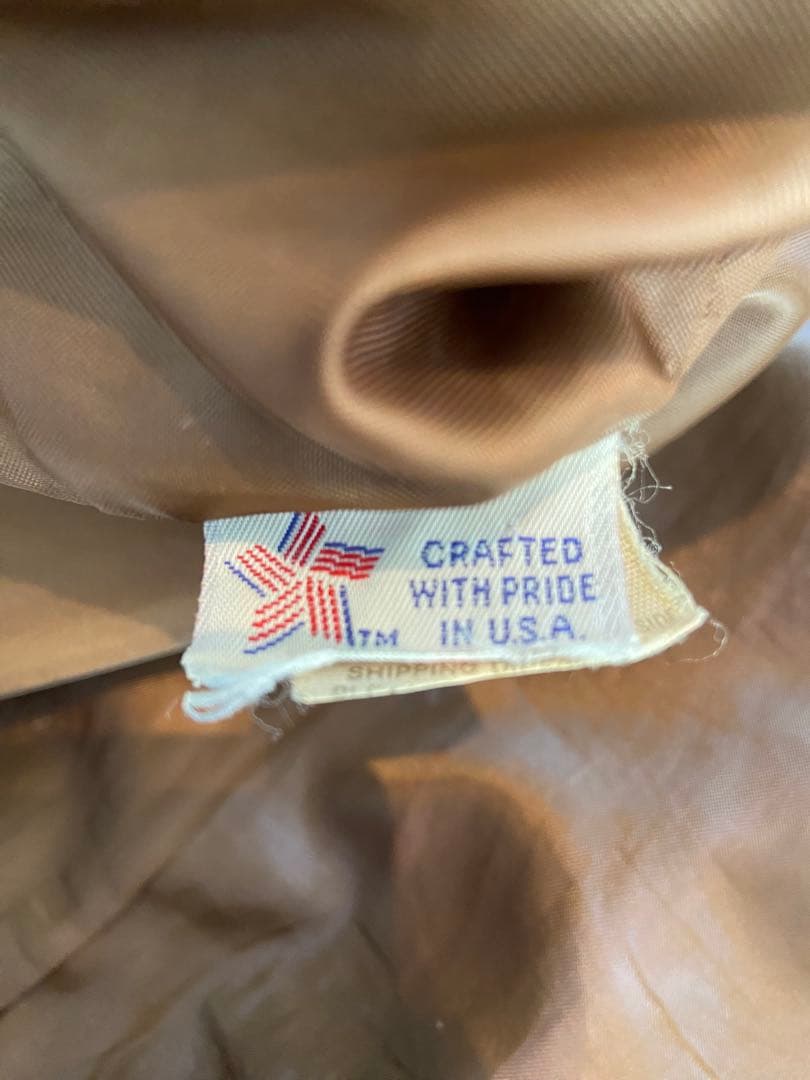 CRAFTED
WITH PRIDE
IN U.S.A.
TM
SHIPPING